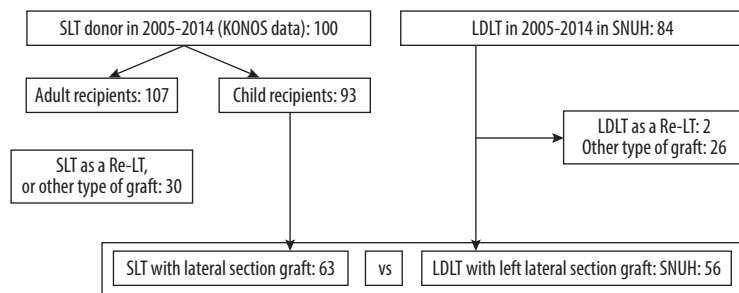 SLT donor in 2005-2014 (KONOS data): 100
LDLT in 2005-2014 in SNUH: 84
Adult recipients: 107
Child recipients: 93
LDLT as a Re-LT: 2
Other type of graft: 26
SLT as a Re-LT,
or other type of graft: 30
SLT with lateral section graft: 63
vs
LDLT with left lateral section graft: SNUH: 56